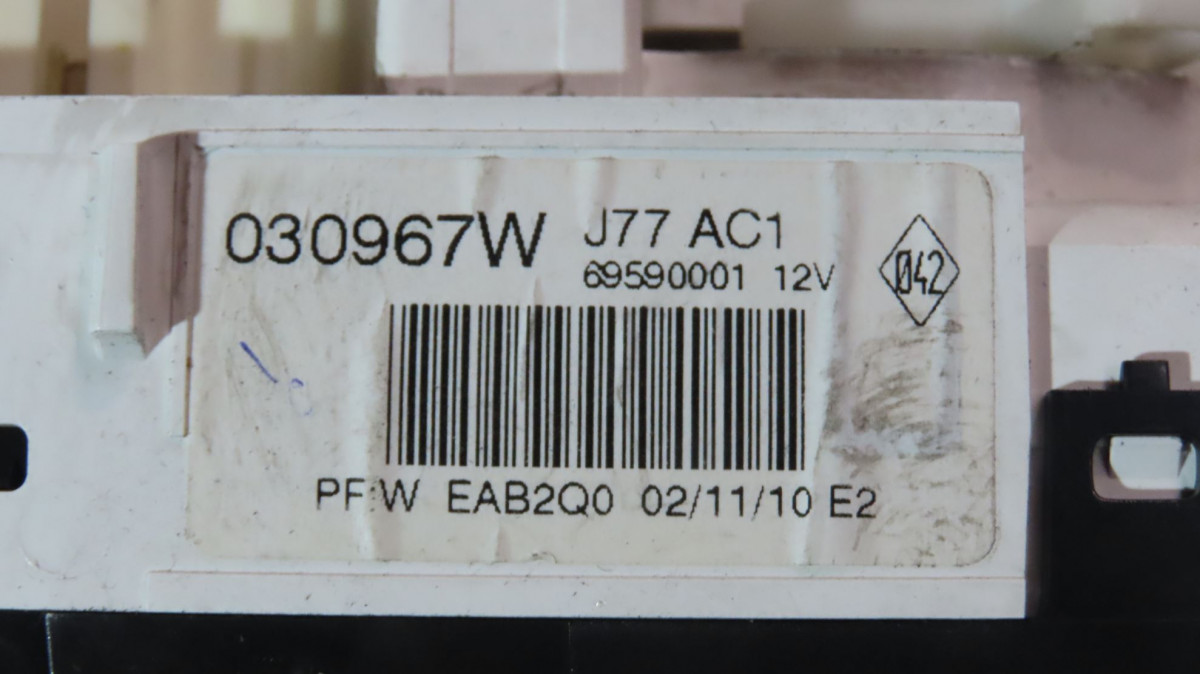 030967W J77 AC1
69590001 12V
Ø42
PF:W EAB2Q0 02/11/10 E2